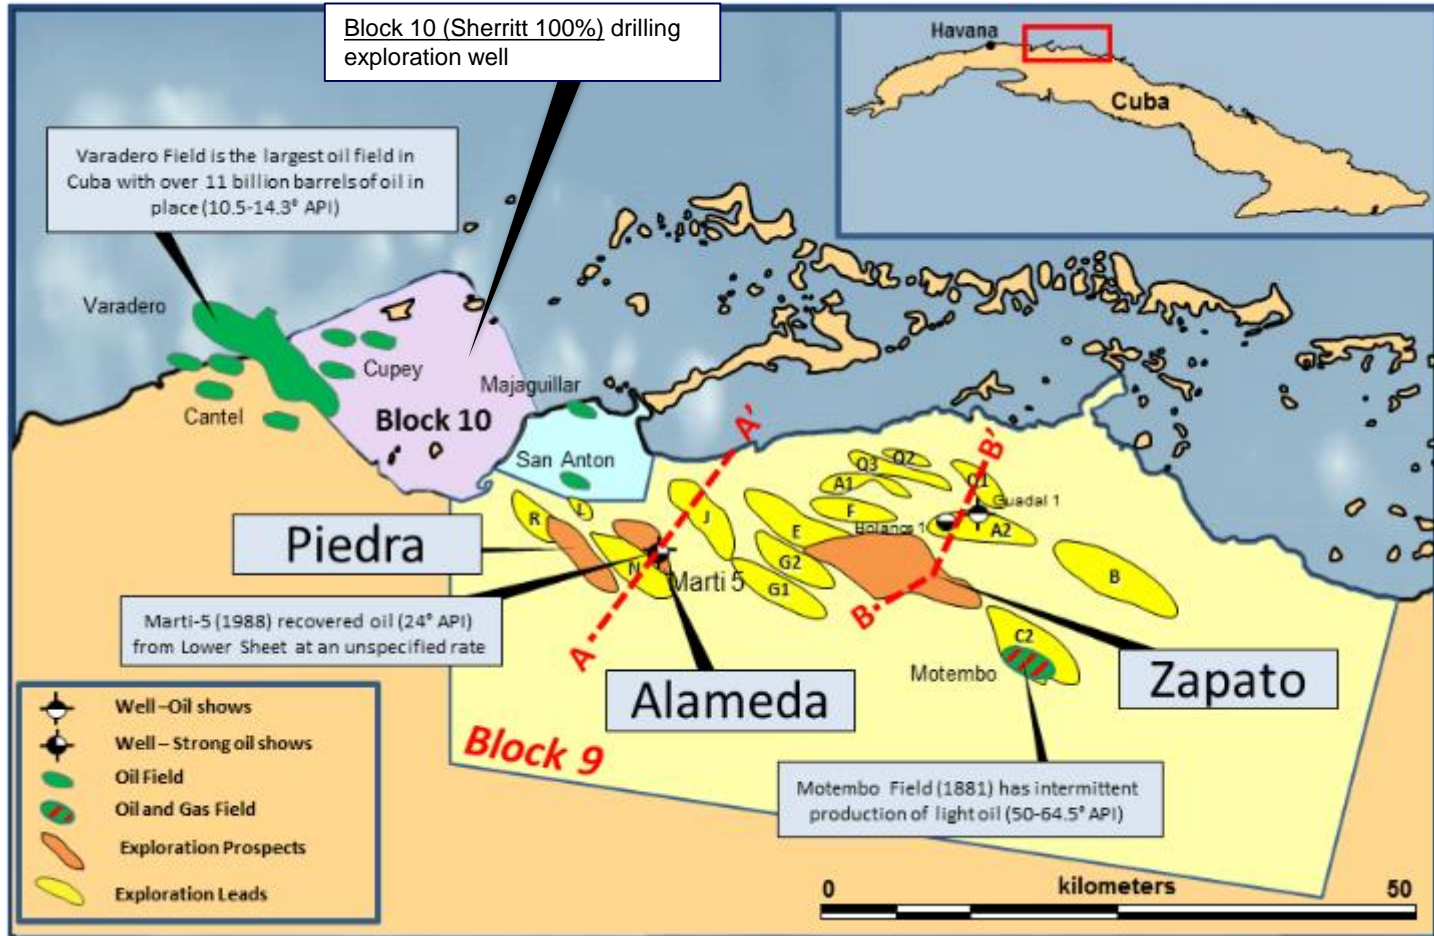 Block 10 (Sherritt 100%) drilling
exploration well
Havana
Cuba
Varadero Field is the largest oil field in
Cuba with over 11 billion barrels of oil in
place (10.5-14.3° API)
Varadero
Cupey
Majaguillar
Cantel
Block 10
San Anton
A'
B'
O3
O2
A1
O1
Guadal 1
R
L
J
F
Bolanos 1
A2
Piedra
E
N
Marti 5
G2
G1
B
B
Marti-5 (1988) recovered oil (24° API)
from Lower Sheet at an unspecified rate
A
C2
Motembo
Zapato
Alameda
Well–Oil shows
Well – Strong oil shows
Oil Field
Oil and Gas Field
Exploration Prospects
Exploration Leads
Block 9
Motembo Field (1881) has intermittent
production of light oil (50-64.5° API)
0 kilometers 50